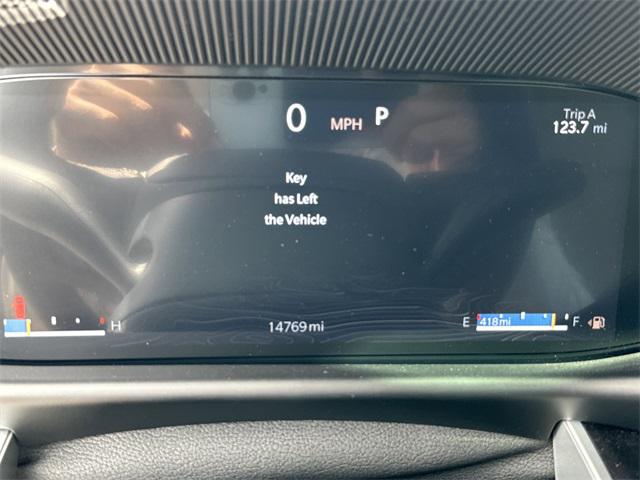 0 MPH P
Trip A
123.7 mi
Key
has Left
the Vehicle
H
14769 mi
E 418mi F